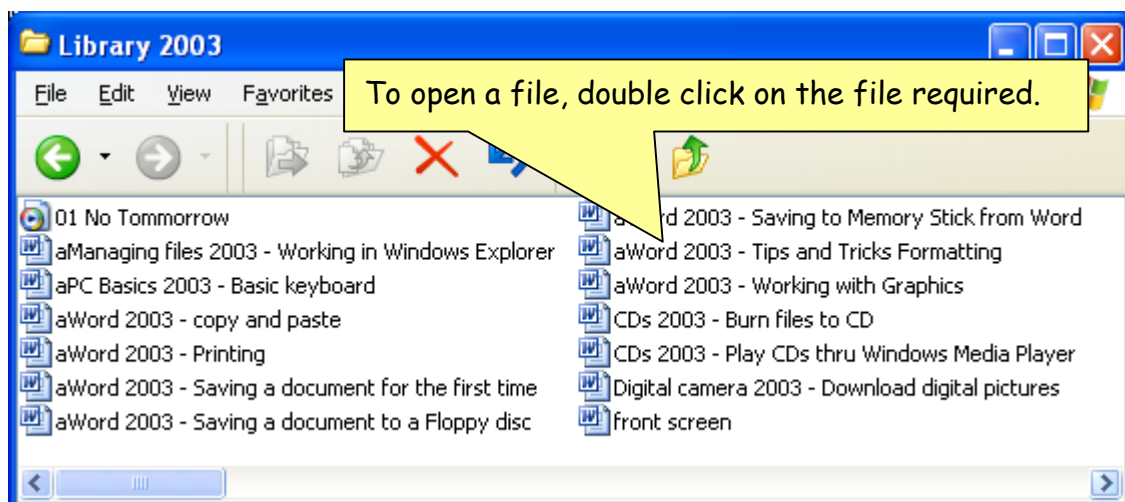 Library 2003
File Edit View Favorites
To open a file, double click on the file required.
01 No Tommorrow
aManaging files 2003 - Working in Windows Explorer
aPC Basics 2003 - Basic keyboard
aWord 2003 - copy and paste
aWord 2003 - Printing
aWord 2003 - Saving a document for the first time
aWord 2003 - Saving a document to a Floppy disc
aWord 2003 - Saving to Memory Stick from Word
aWord 2003 - Tips and Tricks Formatting
aWord 2003 - Working with Graphics
CDs 2003 - Burn files to CD
CDs 2003 - Play CDs thru Windows Media Player
Digital camera 2003 - Download digital pictures
front screen